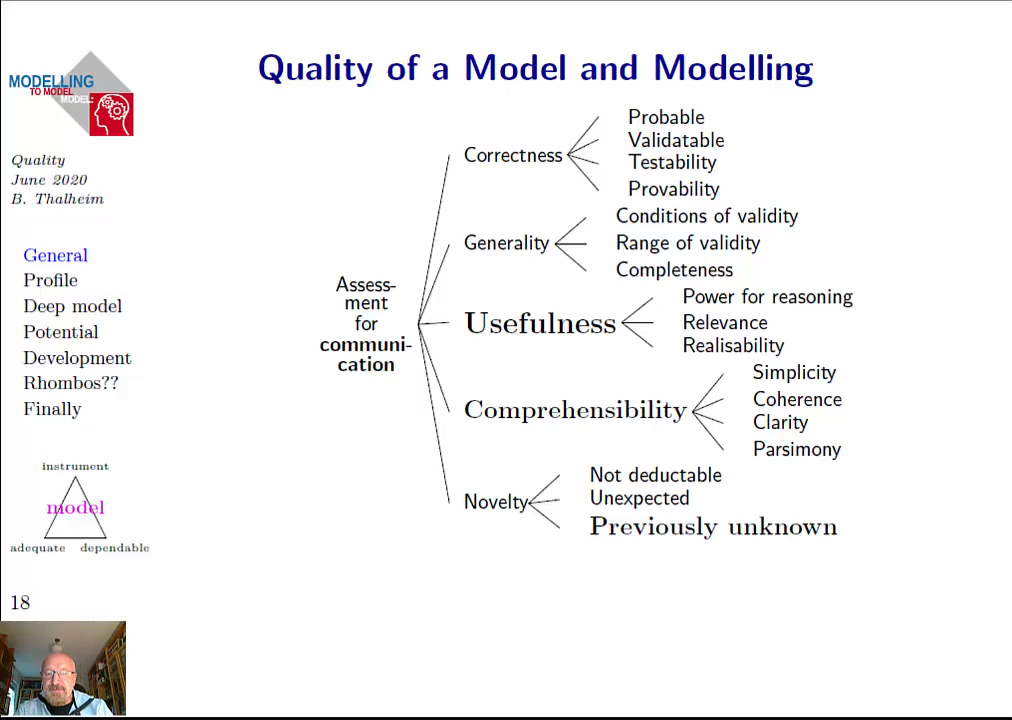 Quality of a Model and Modelling
MODELLING
TO MODEL
MODEL:
Quality
June 2020
B. Thalheim
General
Profile
Deep model
Potential
Development
Rhombos??
Finally
instrument
model
adequate dependable
18
Assess-
ment
for
communi-
cation
Correctness
Probable
Validatable
Testability
Provability
Generality
Conditions of validity
Range of validity
Completeness
Usefulness
Power for reasoning
Relevance
Realisability
Comprehensibility
Simplicity
Coherence
Clarity
Parsimony
Novelty
Not deductable
Unexpected
Previously unknown